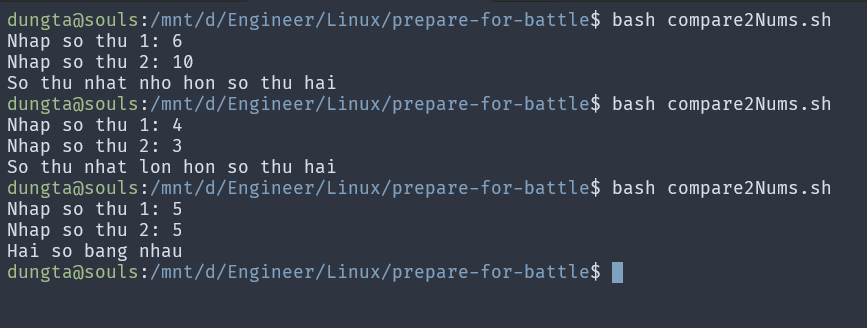 dungta@souls:/mnt/d/Engineer/Linux/prepare-for-battle$ bash compare2Nums.sh
Nhap so thu 1: 6
Nhap so thu 2: 10
So thu nhat nho hon so thu hai
dungta@souls:/mnt/d/Engineer/Linux/prepare-for-battle$ bash compare2Nums.sh
Nhap so thu 1: 4
Nhap so thu 2: 3
So thu nhat lon hon so thu hai
dungta@souls:/mnt/d/Engineer/Linux/prepare-for-battle$ bash compare2Nums.sh
Nhap so thu 1: 5
Nhap so thu 2: 5
Hai so bang nhau
dungta@souls:/mnt/d/Engineer/Linux/prepare-for-battle$